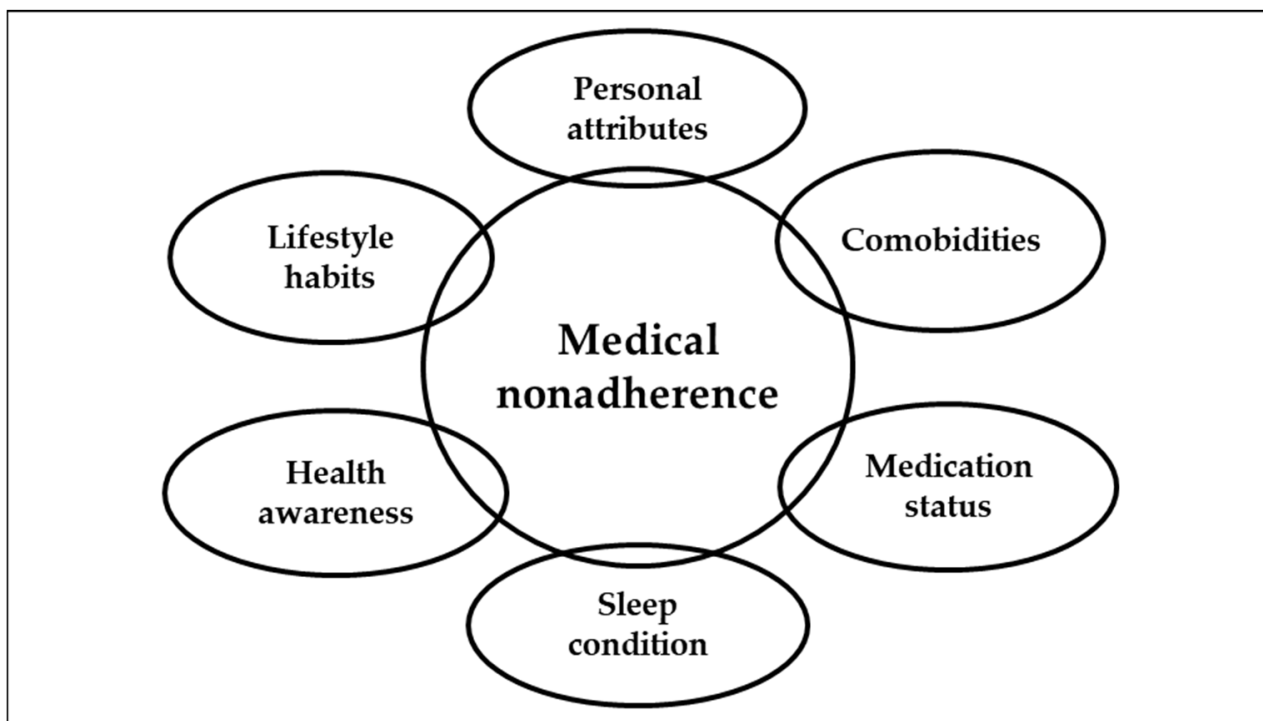 Personal
attributes
Lifestyle
habits
Comobidities
Medical
nonadherence
Health
awareness
Medication
status
Sleep
condition